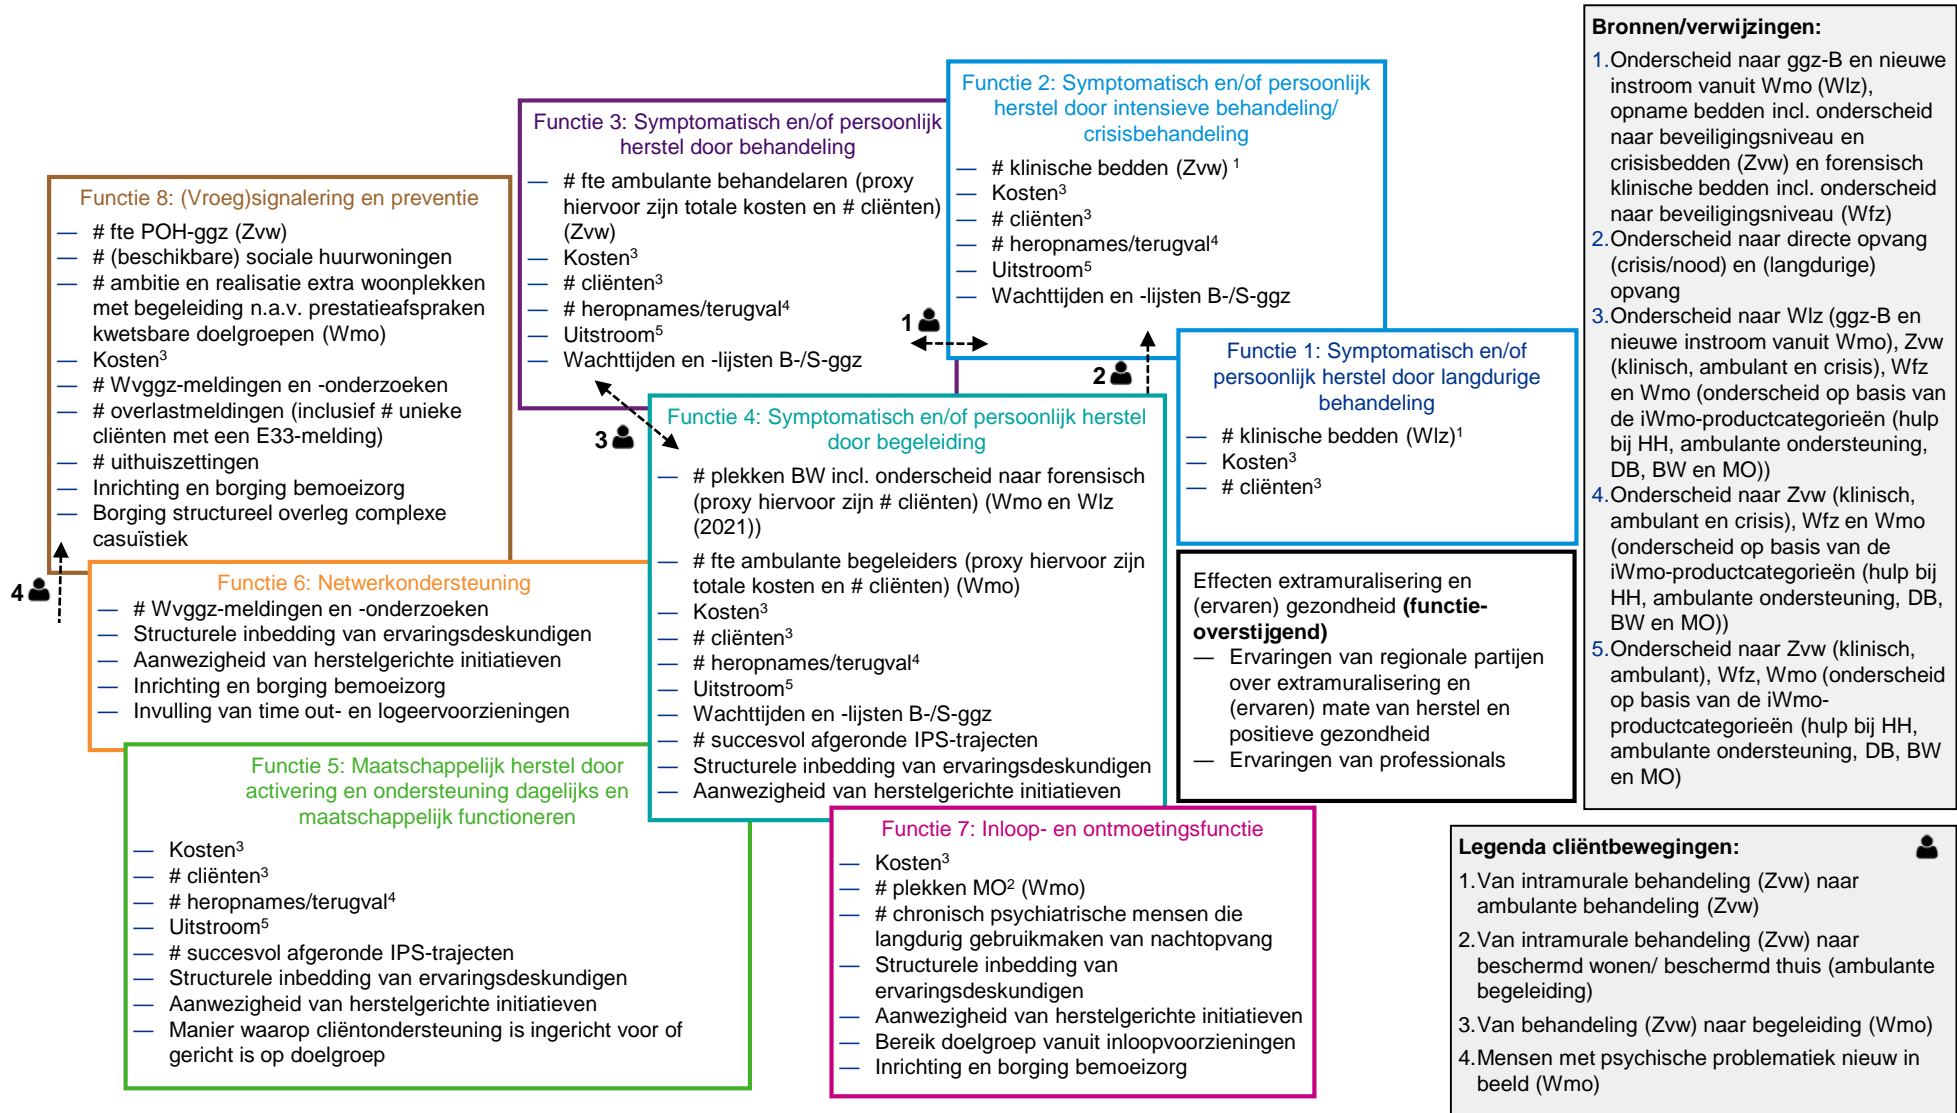 Functie 8: (Vroeg)signalering en preventie
— # fte POH-ggz (Zvw)
— # (beschikbare) sociale huurwoningen
— # ambitie en realisatie extra woonplekken
met begeleiding n.a.v. prestatieafspraken
kwetsbare doelgroepen (Wmo)
— Kosten³
— # Wvggz-meldingen en -onderzoeken
— # overlastmeldingen (inclusief # unieke
cliënten met een E33-melding)
— # uithuiszettingen
— Inrichting en borging bemoeizorg
— Borging structureel overleg complexe
casuïstiek
4
Functie 3: Symptomatisch en/of persoonlijk
herstel door behandeling
— # fte ambulante behandelaren (proxy
hiervoor zijn totale kosten en # cliënten)
(Zvw)
— Kosten³
— # cliënten³
— # heropnames/terugval⁴
— Uitstroom⁵
— Wachttijden en -lijsten B-/S-ggz
1
3
Functie 2: Symptomatisch en/of persoonlijk
herstel door intensieve behandeling/
crisisbehandeling
— # klinische bedden (Zvw) ¹
— Kosten³
— # cliënten³
— # heropnames/terugval⁴
— Uitstroom⁵
— Wachttijden en -lijsten B-/S-ggz
2
Functie 1: Symptomatisch en/of
persoonlijk herstel door langdurige
behandeling
— # klinische bedden (Wlz)¹
— Kosten³
— # cliënten³
Functie 4: Symptomatisch en/of persoonlijk herstel
door begeleiding
— # plekken BW incl. onderscheid naar forensisch
(proxy hiervoor zijn # cliënten) (Wmo en Wlz
(2021))
— # fte ambulante begeleiders (proxy hiervoor zijn
totale kosten en # cliënten) (Wmo)
— Kosten³
— # cliënten³
— # heropnames/terugval⁴
— Uitstroom⁵
— Wachttijden en -lijsten B-/S-ggz
— # succesvol afgeronde IPS-trajecten
— Structurele inbedding van ervaringsdeskundigen
— Aanwezigheid van herstelgerichte initiatieven
Functie 6: Netwerkondersteuning
— # Wvggz-meldingen en -onderzoeken
— Structurele inbedding van ervaringsdeskundigen
— Aanwezigheid van herstelgerichte initiatieven
— Inrichting en borging bemoeizorg
— Invulling van time out- en logeervoorzieningen
Functie 5: Maatschappelijk herstel door
activering en ondersteuning dagelijks en
maatschappelijk functioneren
— Kosten³
— # cliënten³
— # heropnames/terugval⁴
— Uitstroom⁵
— # succesvol afgeronde IPS-trajecten
— Structurele inbedding van ervaringsdeskundigen
— Aanwezigheid van herstelgerichte initiatieven
— Manier waarop cliëntondersteuning is ingericht voor of
gericht is op doelgroep
Functie 7: Inloop- en ontmoetingsfunctie
— Kosten³
— # plekken MO² (Wmo)
— # chronisch psychiatrische mensen die
langdurig gebruikmaken van nachtopvang
— Structurele inbedding van
ervaringsdeskundigen
— Aanwezigheid van herstelgerichte initiatieven
— Bereik doelgroep vanuit inloopvoorzieningen
— Inrichting en borging bemoeizorg
Effecten extramuralisering en
(ervaren) gezondheid (functie-
overstijgend)
— Ervaringen van regionale partijen
over extramuralisering en
(ervaren) mate van herstel en
positieve gezondheid
— Ervaringen van professionals
Bronnen/verwijzingen:
1.Onderscheid naar ggz-B en nieuwe
instroom vanuit Wmo (Wlz),
opname bedden incl. onderscheid
naar beveiligingsniveau en
crisisbedden (Zvw) en forensisch
klinische bedden incl. onderscheid
naar beveiligingsniveau (Wfz)
2.Onderscheid naar directe opvang
(crisis/nood) en (langdurige)
opvang
3.Onderscheid naar Wlz (ggz-B en
nieuwe instroom vanuit Wmo), Zvw
(klinisch, ambulant en crisis), Wfz
en Wmo (onderscheid op basis van
de iWmo-productcategorieën (hulp
bij HH, ambulante ondersteuning,
DB, BW en MO))
4.Onderscheid naar Zvw (klinisch,
ambulant en crisis), Wfz en Wmo
(onderscheid op basis van de
iWmo-productcategorieën (hulp bij
HH, ambulante ondersteuning, DB,
BW en MO))
5.Onderscheid naar Zvw (klinisch,
ambulant), Wfz, Wmo (onderscheid
op basis van de iWmo-
productcategorieën (hulp bij HH,
ambulante ondersteuning, DB, BW
en MO)
Legenda cliëntbewegingen:
1.Van intramurale behandeling (Zvw) naar
ambulante behandeling (Zvw)
2.Van intramurale behandeling (Zvw) naar
beschermd wonen/ beschermd thuis (ambulante
begeleiding)
3.Van behandeling (Zvw) naar begeleiding (Wmo)
4.Mensen met psychische problematiek nieuw in
beeld (Wmo)